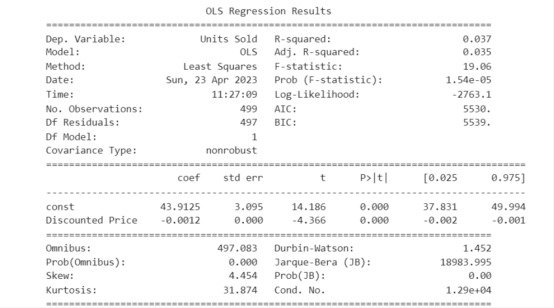 OLS Regression Results
==============================================================================
Dep. Variable: Units Sold R-squared: 0.037
Model: OLS Adj. R-squared: 0.035
Method: Least Squares F-statistic: 19.06
Date: Sun, 23 Apr 2023 Prob (F-statistic): 1.54e-05
Time: 11:27:09 Log-Likelihood: -2763.1
No. Observations: 499 AIC: 5530.
Df Residuals: 497 BIC: 5539.
Df Model: 1
Covariance Type: nonrobust
====================================================================================
coef std err t P>|t| [0.025 0.975]
------------------------------------------------------------------------------------
const 43.9125 3.095 14.186 0.000 37.831 49.994
Discounted Price -0.0012 0.000 -4.366 0.000 -0.002 -0.001
==============================================================================
Omnibus: 497.083 Durbin-Watson: 1.452
Prob(Omnibus): 0.000 Jarque-Bera (JB): 18983.995
Skew: 4.454 Prob(JB): 0.00
Kurtosis: 31.874 Cond. No. 1.29e+04
==============================================================================